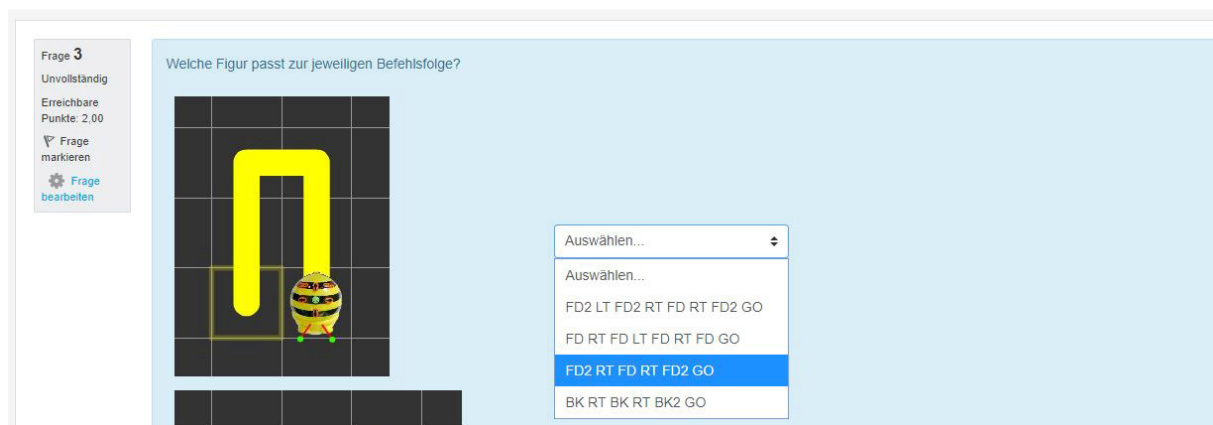 Frage 3
Unvollständig
Erreichbare
Punkte: 2,00
Frage
markieren
Frage
bearbeiten
Welche Figur passt zur jeweiligen Befehlsfolge?
Auswählen...
Auswählen...
FD2 LT FD2 RT FD RT FD2 GO
FD RT FD LT FD RT FD GO
FD2 RT FD RT FD2 GO
BK RT BK RT BK2 GO